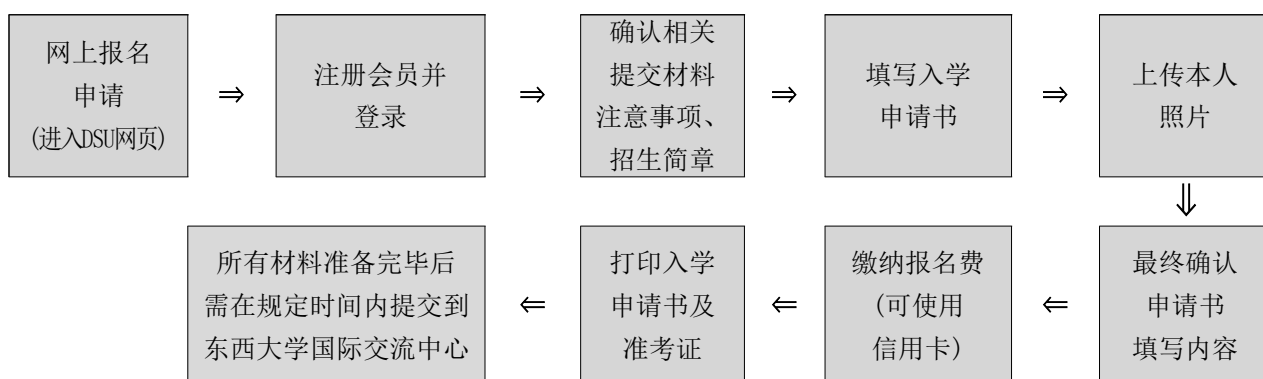 网上报名
申请
(进入DSU网页)
⇒
注册会员并
登录
⇒
确认相关
提交材料
注意事项、
招生简章
⇒
填写入学
申请书
⇒
上传本人
照片
⇓
最终确认
申请书
填写内容
⇐
缴纳报名费
(可使用
信用卡)
⇐
打印入学
申请书及
准考证
⇐
所有材料准备完毕后
需在规定时间内提交到
东西大学国际交流中心